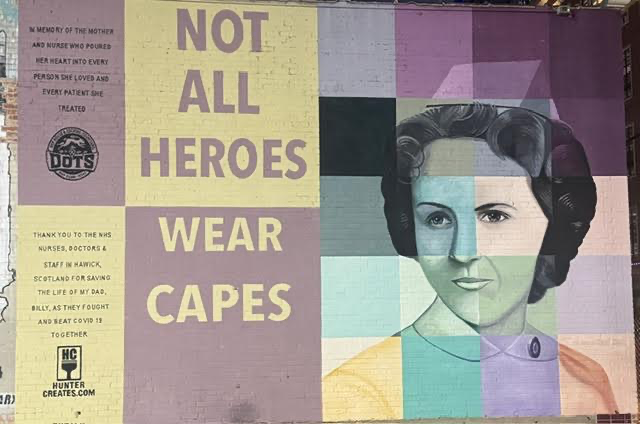 IN MEMORY OF THE MOTHER
AND NURSE WHO POURED
HER HEART INTO EVERY
PERSON SHE LOVED AND
EVERY PATIENT SHE
TREATED
DOTS
THANK YOU TO THE NHS
NURSES, DOCTORS &
STAFF IN HAWICK,
SCOTLAND FOR SAVING
THE LIFE OF MY DAD,
BILLY, AS THEY FOUGHT
AND BEAT COVID 19
TOGETHER
HC
HUNTER
CREATES.COM
NOT
ALL
HEROES
WEAR
CAPES